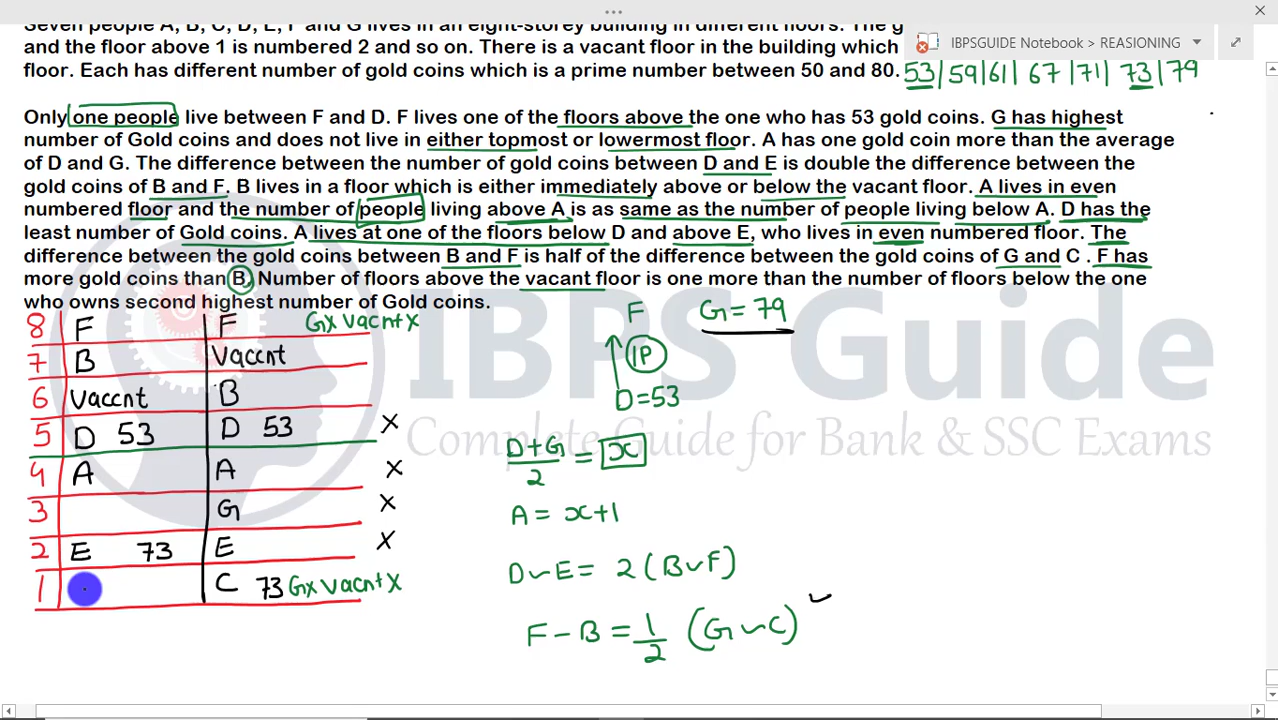 Seven people A, B, C, D, E, F and G lives in an eight-storey building in different floors. The g
and the floor above 1 is numbered 2 and so on. There is a vacant floor in the building which
IBPSGUIDE Notebook > REASIONING
floor. Each has different number of gold coins which is a prime number between 50 and 80.
53|59|61| 67 |71| 73|79
Only one people live between F and D. F lives one of the floors above the one who has 53 gold coins. G has highest
number of Gold coins and does not live in either topmost or lowermost floor. A has one gold coin more than the average
of D and G. The difference between the number of gold coins between D and E is double the difference between the
gold coins of B and F. B lives in a floor which is either immediately above or below the vacant floor. A lives in even
numbered floor and the number of people living above A is as same as the number of people living below A. D has the
least number of Gold coins. A lives at one of the floors below D and above E, who lives in even numbered floor. The
difference between the gold coins between B and F is half of the difference between the gold coins of G and C . F has
more gold coins than B. Number of floors above the vacant floor is one more than the number of floors below the one
who owns second highest number of Gold coins.
8 F F Gx Vacnt x
7 B Vaccnt
6 Vaccnt B
5 D 53 D 53 x
4 A A x
3 G x
2 E 73 E x
1 C 73 Gx Vacnt x
F
1P
D=53
G = 79
D+G
2
= x
A = x+1
D~E = 2 (B~F)
F - B = 1/2 (G~C)
IBPS Guide
Complete Guide for Bank & SSC Exams